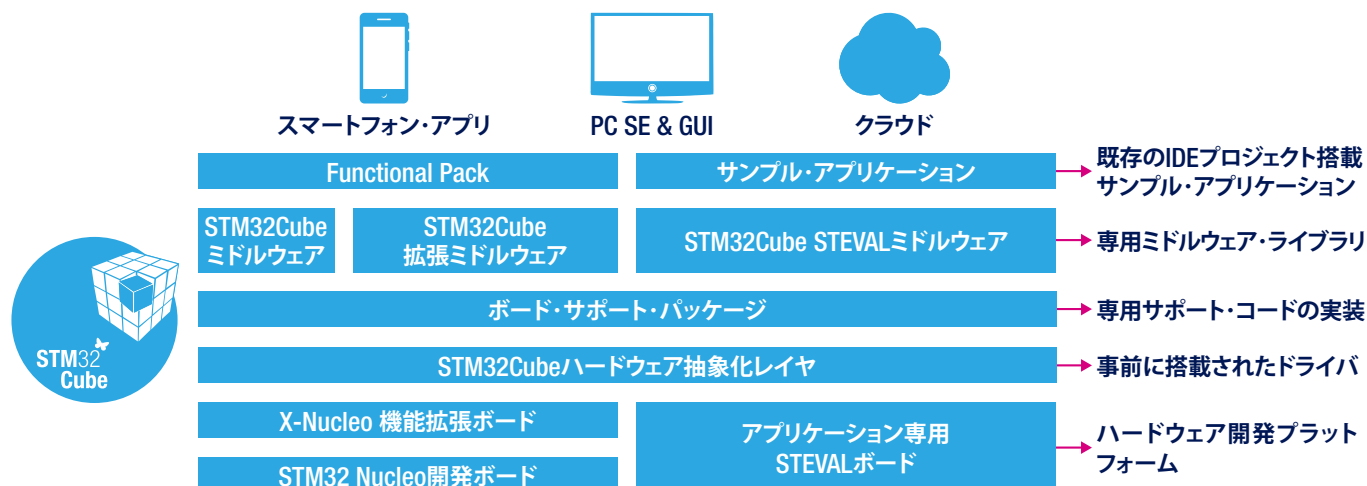 スマートフォン・アプリ
PC SE & GUI
クラウド
Functional Pack
サンプル・アプリケーション
既存のIDEプロジェクト搭載
サンプル・アプリケーション
STM32Cube
ミドルウェア
STM32Cube
拡張ミドルウェア
STM32Cube STEVALミドルウェア
専用ミドルウェア・ライブラリ
ボード・サポート・パッケージ
専用サポート・コードの実装
STM32
Cube
STM32Cubeハードウェア抽象化レイヤ
事前に搭載されたドライバ
X-Nucleo 機能拡張ボード
STM32 Nucleo開発ボード
アプリケーション専用
STEVALボード
ハードウェア開発プラット
フォーム